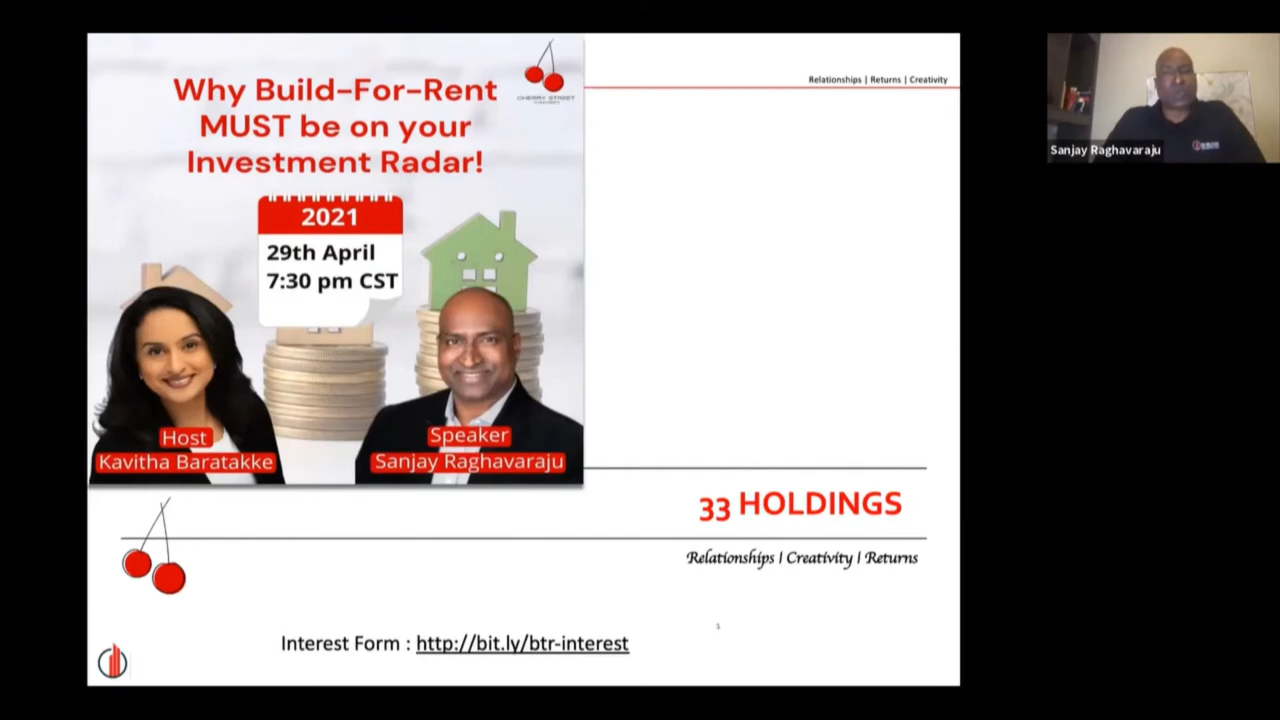 Why Build-For-Rent
MUST be on your
Investment Radar!
CHERRY STREET
2021
29th April
7:30 pm CST
Host
Kavitha Baratakke
Speaker
Sanjay Raghavaraju
Relationships | Returns | Creativity
33 HOLDINGS
Relationships | Creativity | Returns
1
Interest Form : http://bit.ly/btr-interest
Sanjay Raghavaraju